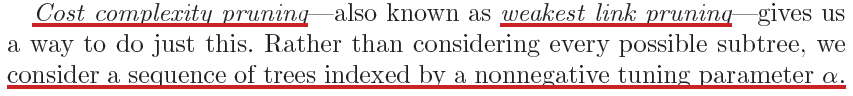 Cost complexity pruning—also known as weakest link pruning—gives us
a way to do just this. Rather than considering every possible subtree, we
consider a sequence of trees indexed by a nonnegative tuning parameter α.